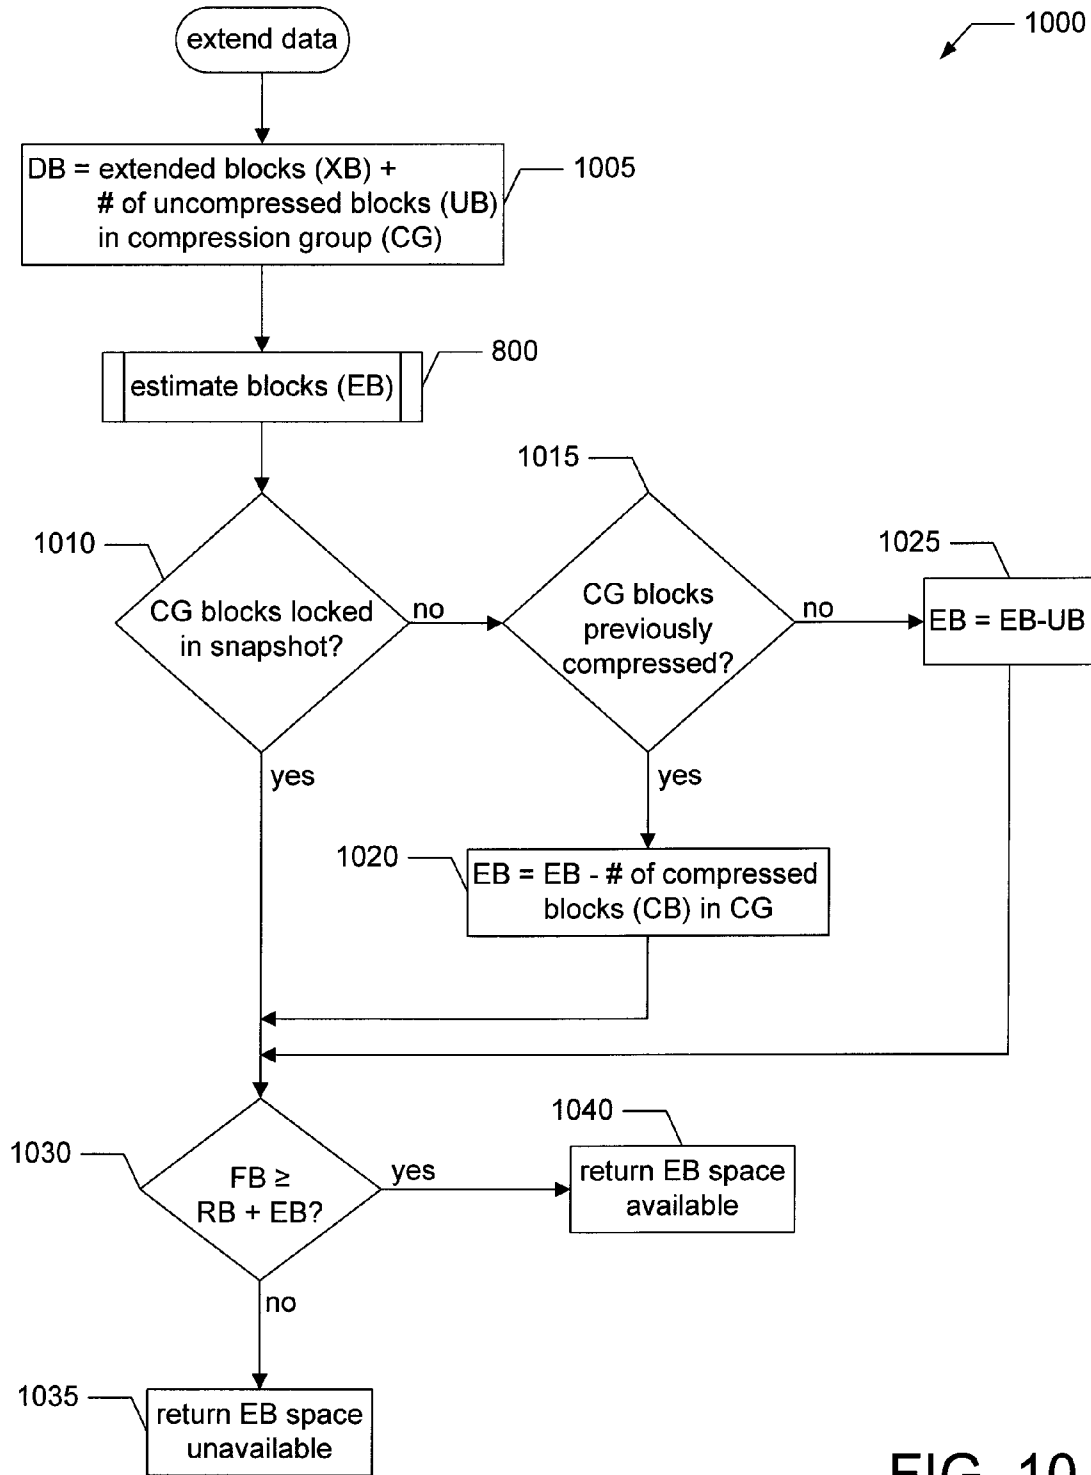 extend data
1000
DB = extended blocks (XB) +
# of uncompressed blocks (UB)
in compression group (CG)
1005
800
estimate blocks (EB)
1015
1010
1025
CG blocks locked
in snapshot?
no
CG blocks
previously
compressed?
no
EB = EB-UB
yes
yes
1020
EB = EB - # of compressed
blocks (CB) in CG
1040
1030
FB ≥
RB + EB?
yes
return EB space
available
no
1035
return EB space
unavailable
FIG. 10